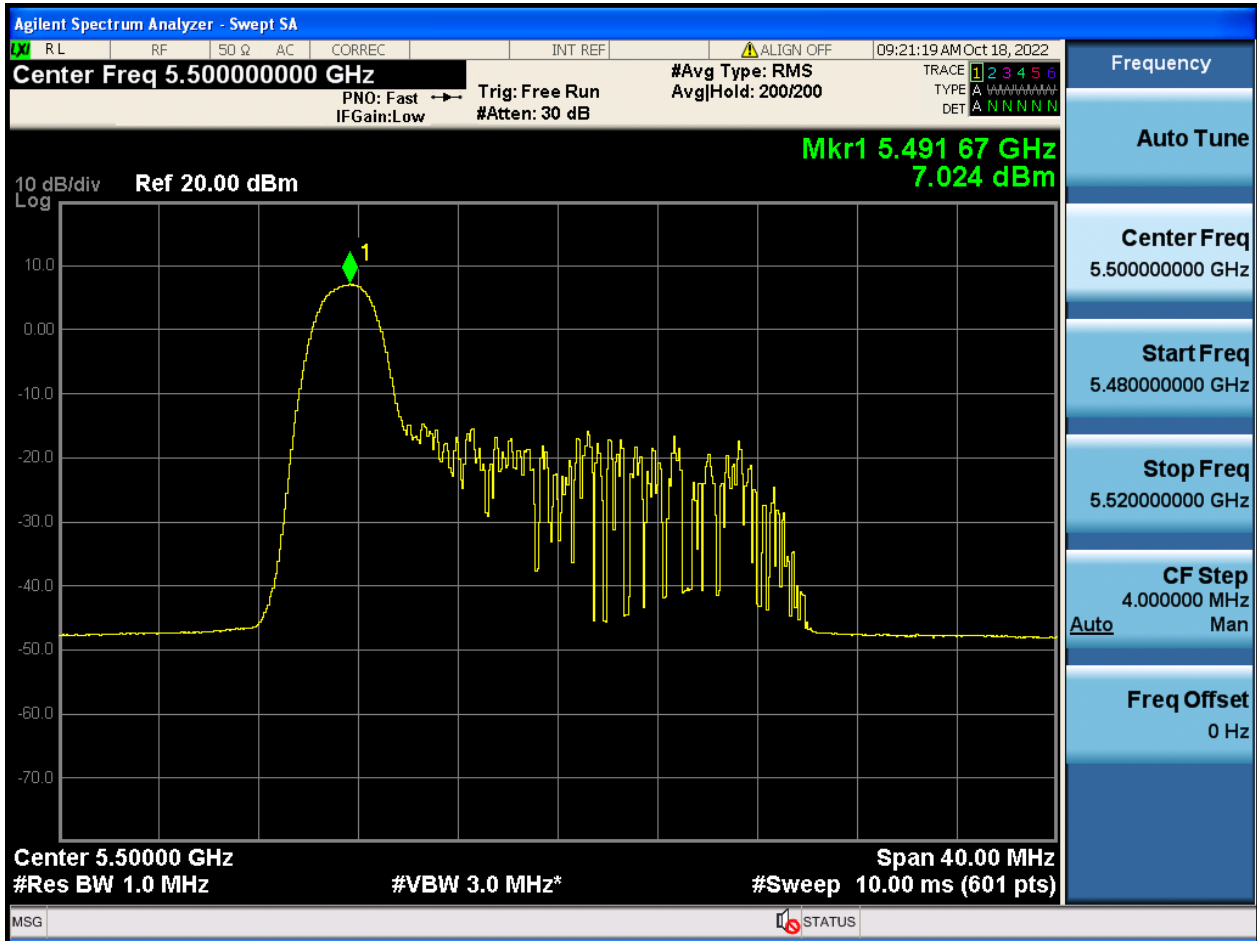 Agilent Spectrum Analyzer - Swept SA
LXI RL RF 50 Ω AC CORREC INT REF ALIGN OFF 09:21:19 AM Oct 18, 2022
Center Freq 5.500000000 GHz
PNO: Fast
IFGain:Low
Trig: Free Run
#Atten: 30 dB
#Avg Type: RMS
Avg|Hold: 200/200
TRACE 1 2 3 4 5 6
TYPE A WWWWW
DET A N N N N N
Mkr1 5.491 67 GHz
7.024 dBm
10 dB/div Ref 20.00 dBm
Log
1
10.0
0.00
-10.0
-20.0
-30.0
-40.0
-50.0
-60.0
-70.0
Center 5.50000 GHz Span 40.00 MHz
#Res BW 1.0 MHz #VBW 3.0 MHz* #Sweep 10.00 ms (601 pts)
MSG STATUS
Frequency
Auto Tune
Center Freq
5.500000000 GHz
Start Freq
5.480000000 GHz
Stop Freq
5.520000000 GHz
CF Step
4.000000 MHz
Auto Man
Freq Offset
0 Hz